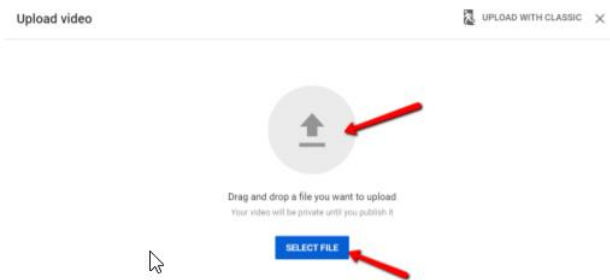 Upload video
UPLOAD WITH CLASSIC
Drag and drop a file you want to upload
Your video will be private until you publish it
SELECT FILE